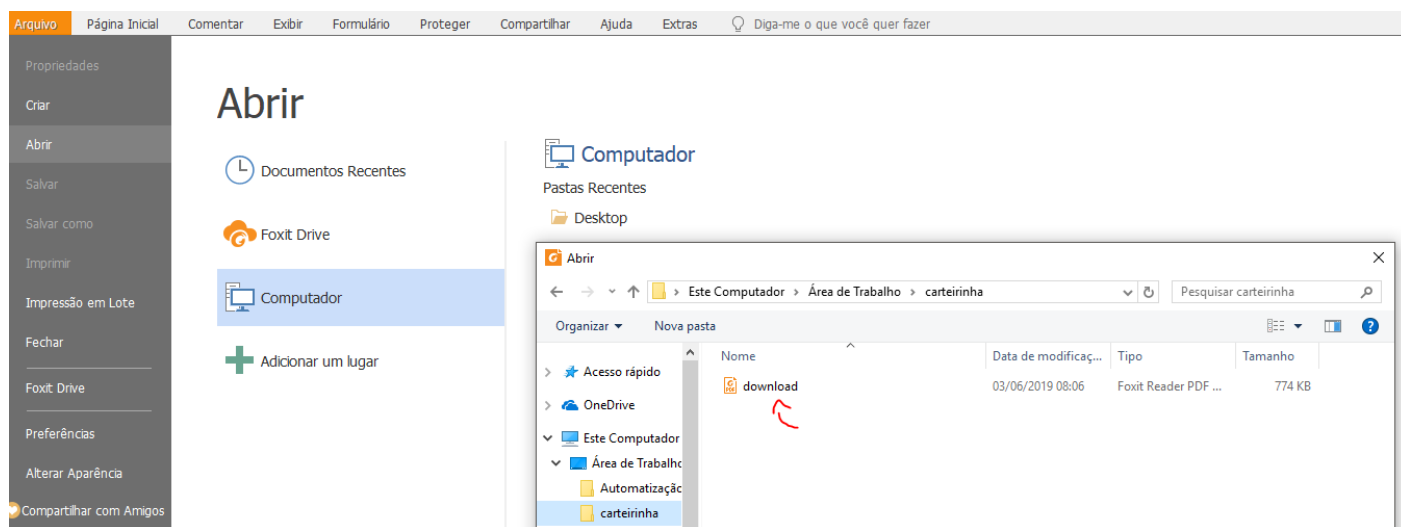 Arquivo Página Inicial Comentar Exibir Formulário Proteger Compartilhar Ajuda Extras Diga-me o que você quer fazer
Propriedades
Criar
Abrir
Salvar
Salvar como
Imprimir
Impressão em Lote
Fechar
Foxit Drive
Preferências
Alterar Aparência
Compartilhar com Amigos
Abrir
Documentos Recentes
Foxit Drive
Computador
Adicionar um lugar
Computador
Pastas Recentes
Desktop
Abrir
Este Computador > Área de Trabalho > carteirinha
Pesquisar carteirinha
Organizar Nova pasta
Acesso rápido
OneDrive
Este Computador
Área de Trabalho
Automatização
carteirinha
Nome Data de modificaç... Tipo Tamanho
download 03/06/2019 08:06 Foxit Reader PDF ... 774 KB